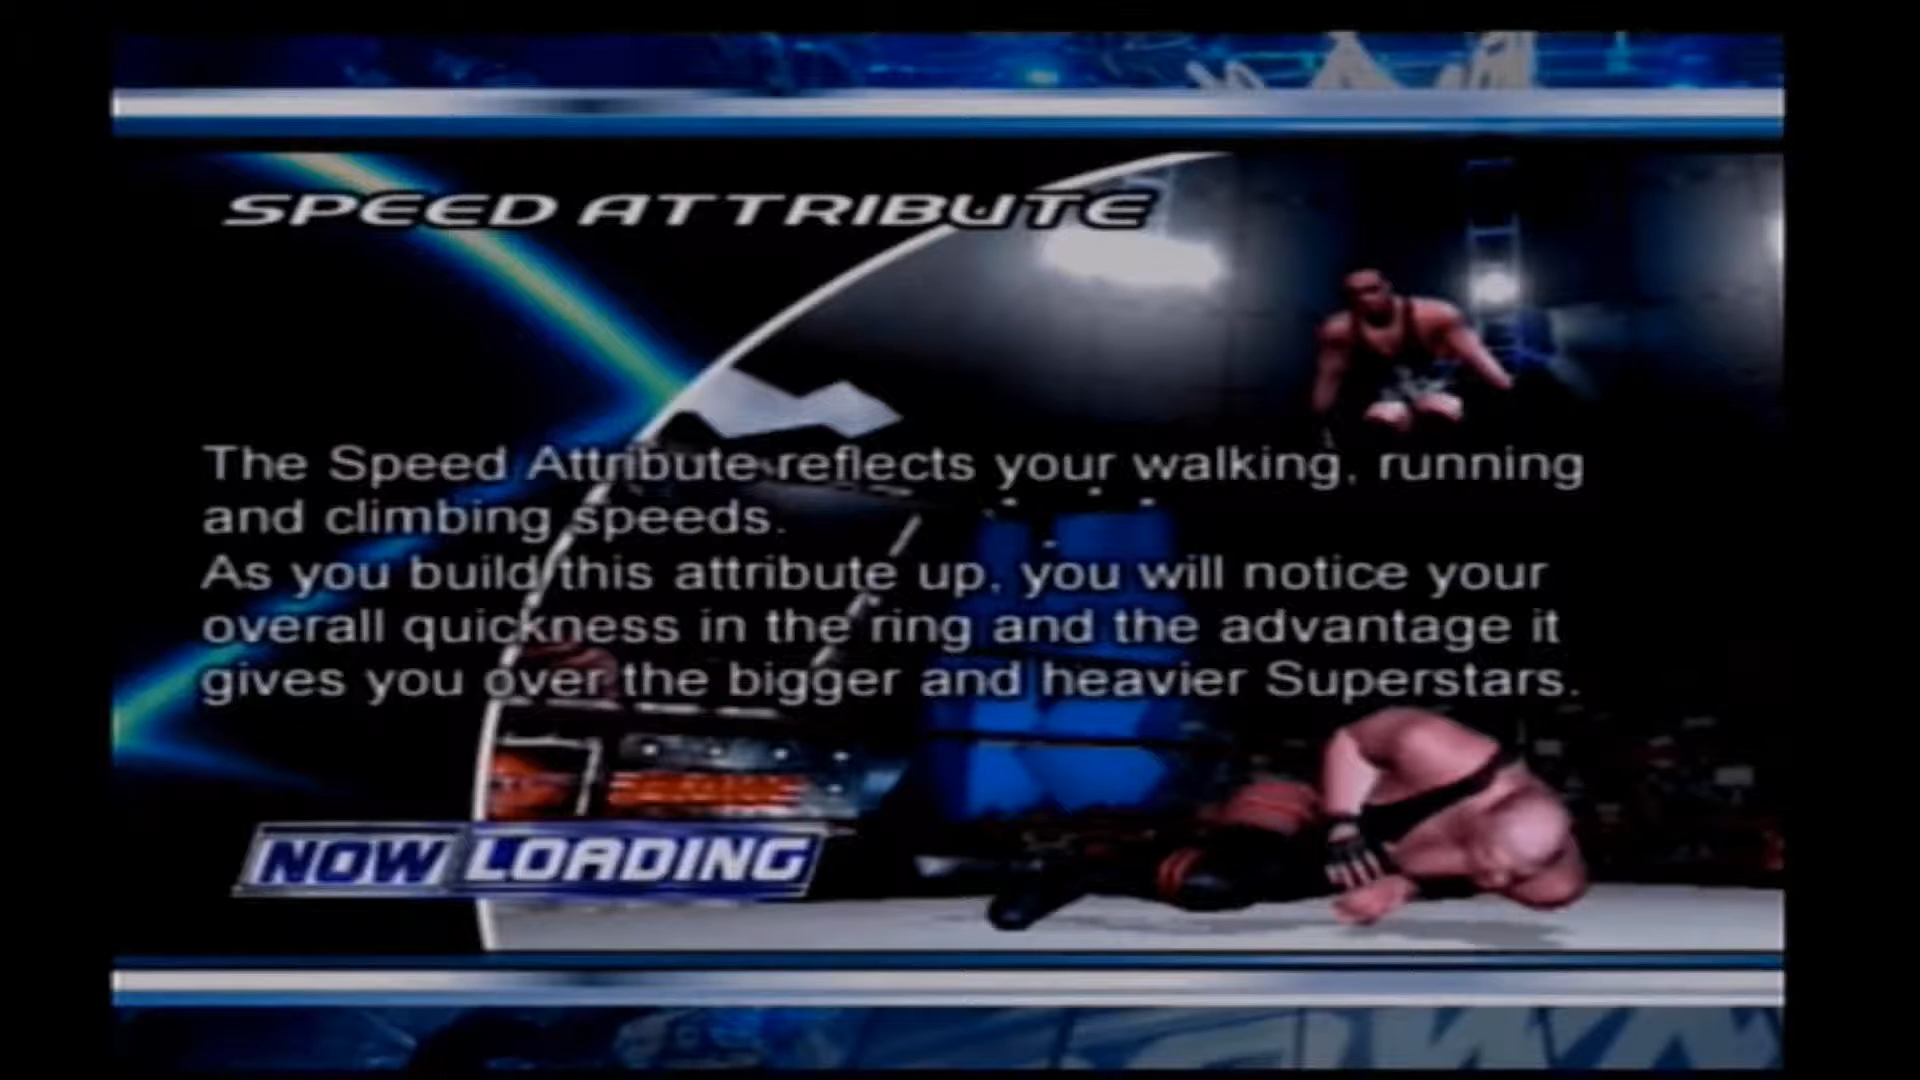 SPEED ATTRIBUTE
The Speed Attribute reflects your walking, running
and climbing speeds.
As you build this attribute up, you will notice your
overall quickness in the ring and the advantage it
gives you over the bigger and heavier Superstars.
NOW LOADING